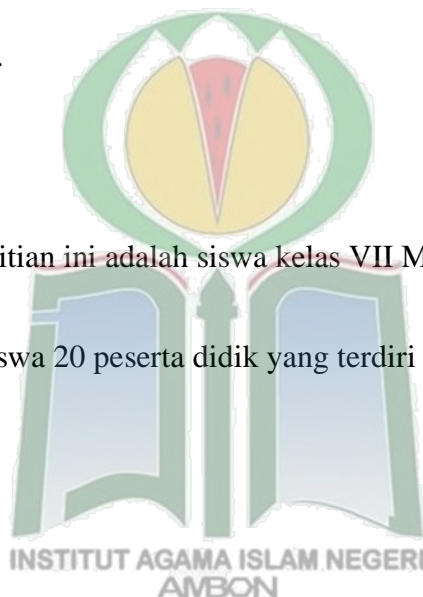 .
itian ini adalah siswa kelas VII M
swa 20 peserta didik yang terdiri
INSTITUT AGAMA ISLAM NEGERI
AMBON